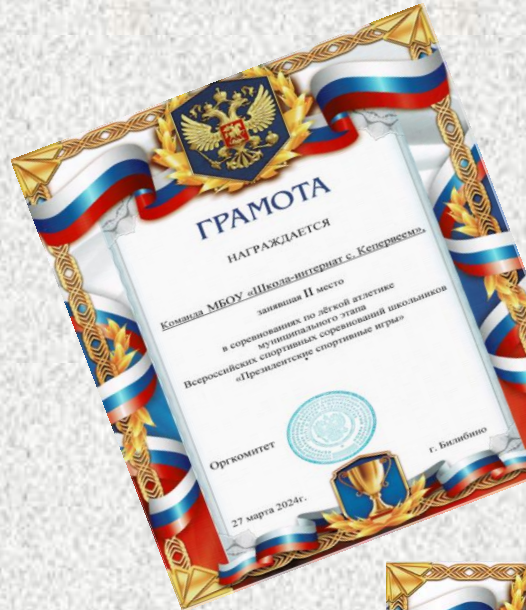 ГРАМОТА
НАГРАЖДАЕТСЯ
Команда МБОУ «Школа-интернат с. Кепервеем»,
занявшая II место
в соревнованиях по лёгкой атлетике
муниципального этапа
Всероссийских спортивных соревнований школьников
«Президентские спортивные игры»
Оргкомитет
г. Билибино
27 марта 2024г.